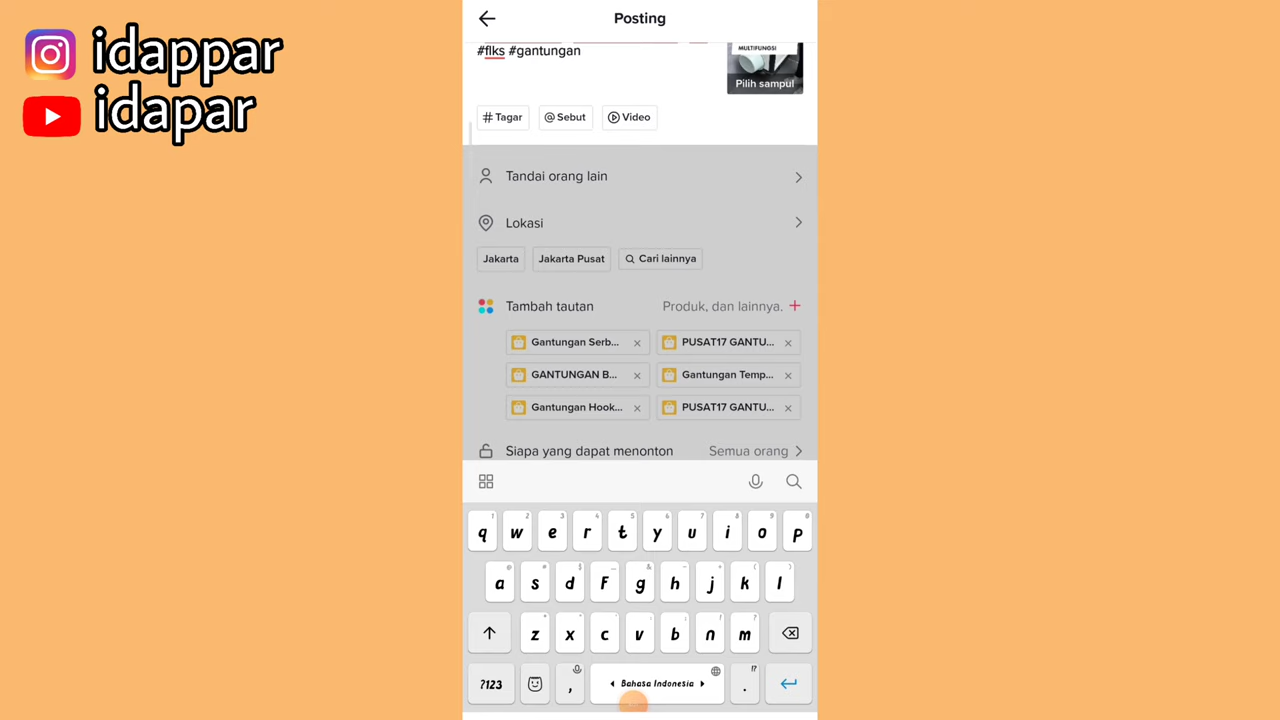 idappar
idapar
Posting
#flks #gantungan
MULTIFUNGSI
Pilih sampul
# Tagar
@ Sebut
Video
Tandai orang lain
Lokasi
Jakarta
Jakarta Pusat
Cari lainnya
Tambah tautan
Produk, dan lainnya. +
Gantungan Serb... ×
PUSAT17 GANTU... ×
GANTUNGAN B... ×
Gantungan Temp... ×
Gantungan Hook... ×
PUSAT17 GANTU... ×
Siapa yang dapat menonton
Semua orang
q w e r t y u i o p
a s d f g h j k l
z x c v b n m
?123 , Bahasa Indonesia .